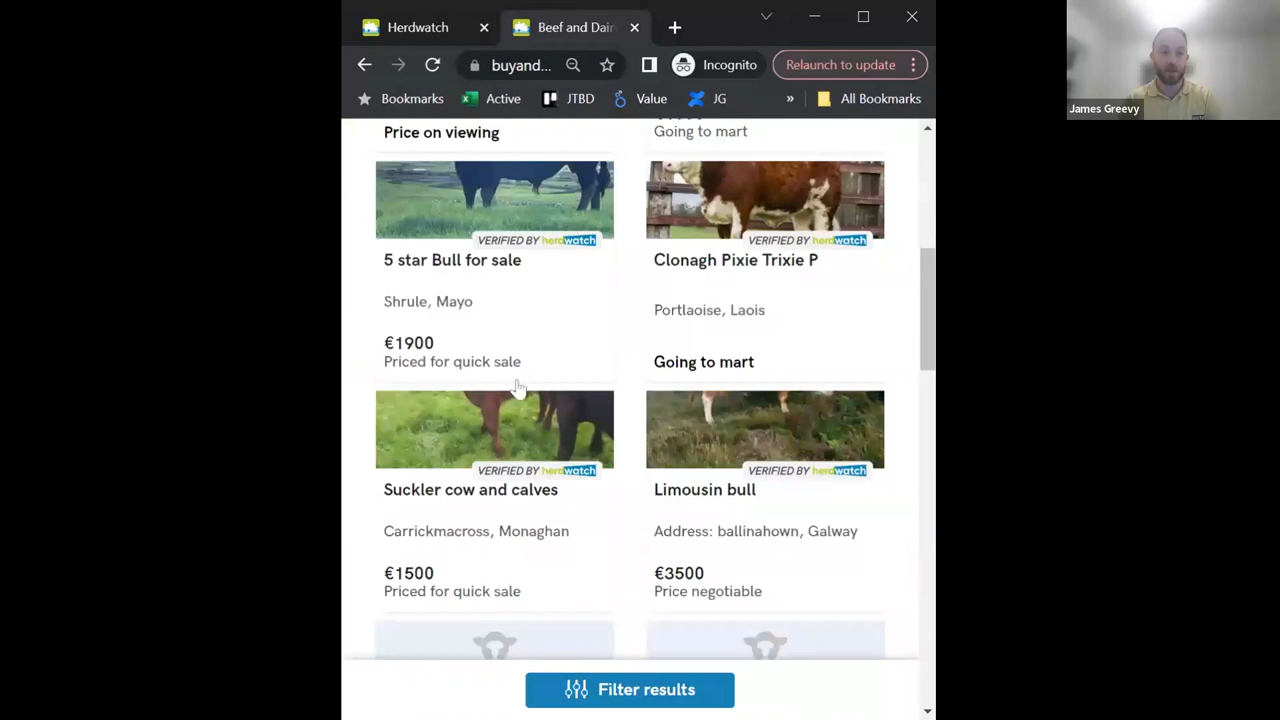 Herdwatch
Beef and Dair
buyand...
Incognito
Relaunch to update
Bookmarks
Active
JTBD
Value
JG
»
All Bookmarks
James Greevy
Price on viewing
Going to mart
VERIFIED BY herdwatch
VERIFIED BY herdwatch
5 star Bull for sale
Clonagh Pixie Trixie P
Shrule, Mayo
Portlaoise, Laois
€1900
Priced for quick sale
Going to mart
VERIFIED BY herdwatch
VERIFIED BY herdwatch
Suckler cow and calves
Limousin bull
Carrickmacross, Monaghan
Address: ballinahown, Galway
€1500
€3500
Priced for quick sale
Price negotiable
Filter results